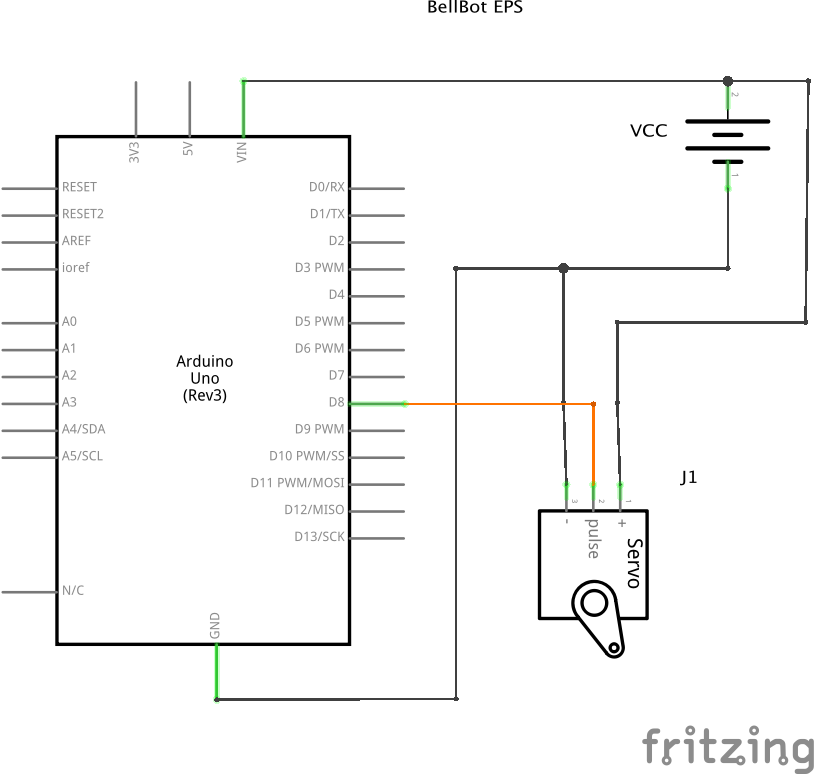 BellBot EPS
3V3
5V
VIN
2
VCC
1
RESET
D0/RX
RESET2
D1/TX
AREF
D2
ioref
D3 PWM
D4
A0
D5 PWM
A1
D6 PWM
Arduino
Uno
(Rev3)
A2
D7
A3
D8
A4/SDA
D9 PWM
A5/SCL
D10 PWM/SS
D11 PWM/MOSI
D12/MISO
D13/SCK
J1
3
2
1
-
pulse
+
Servo
N/C
GND
fritzing